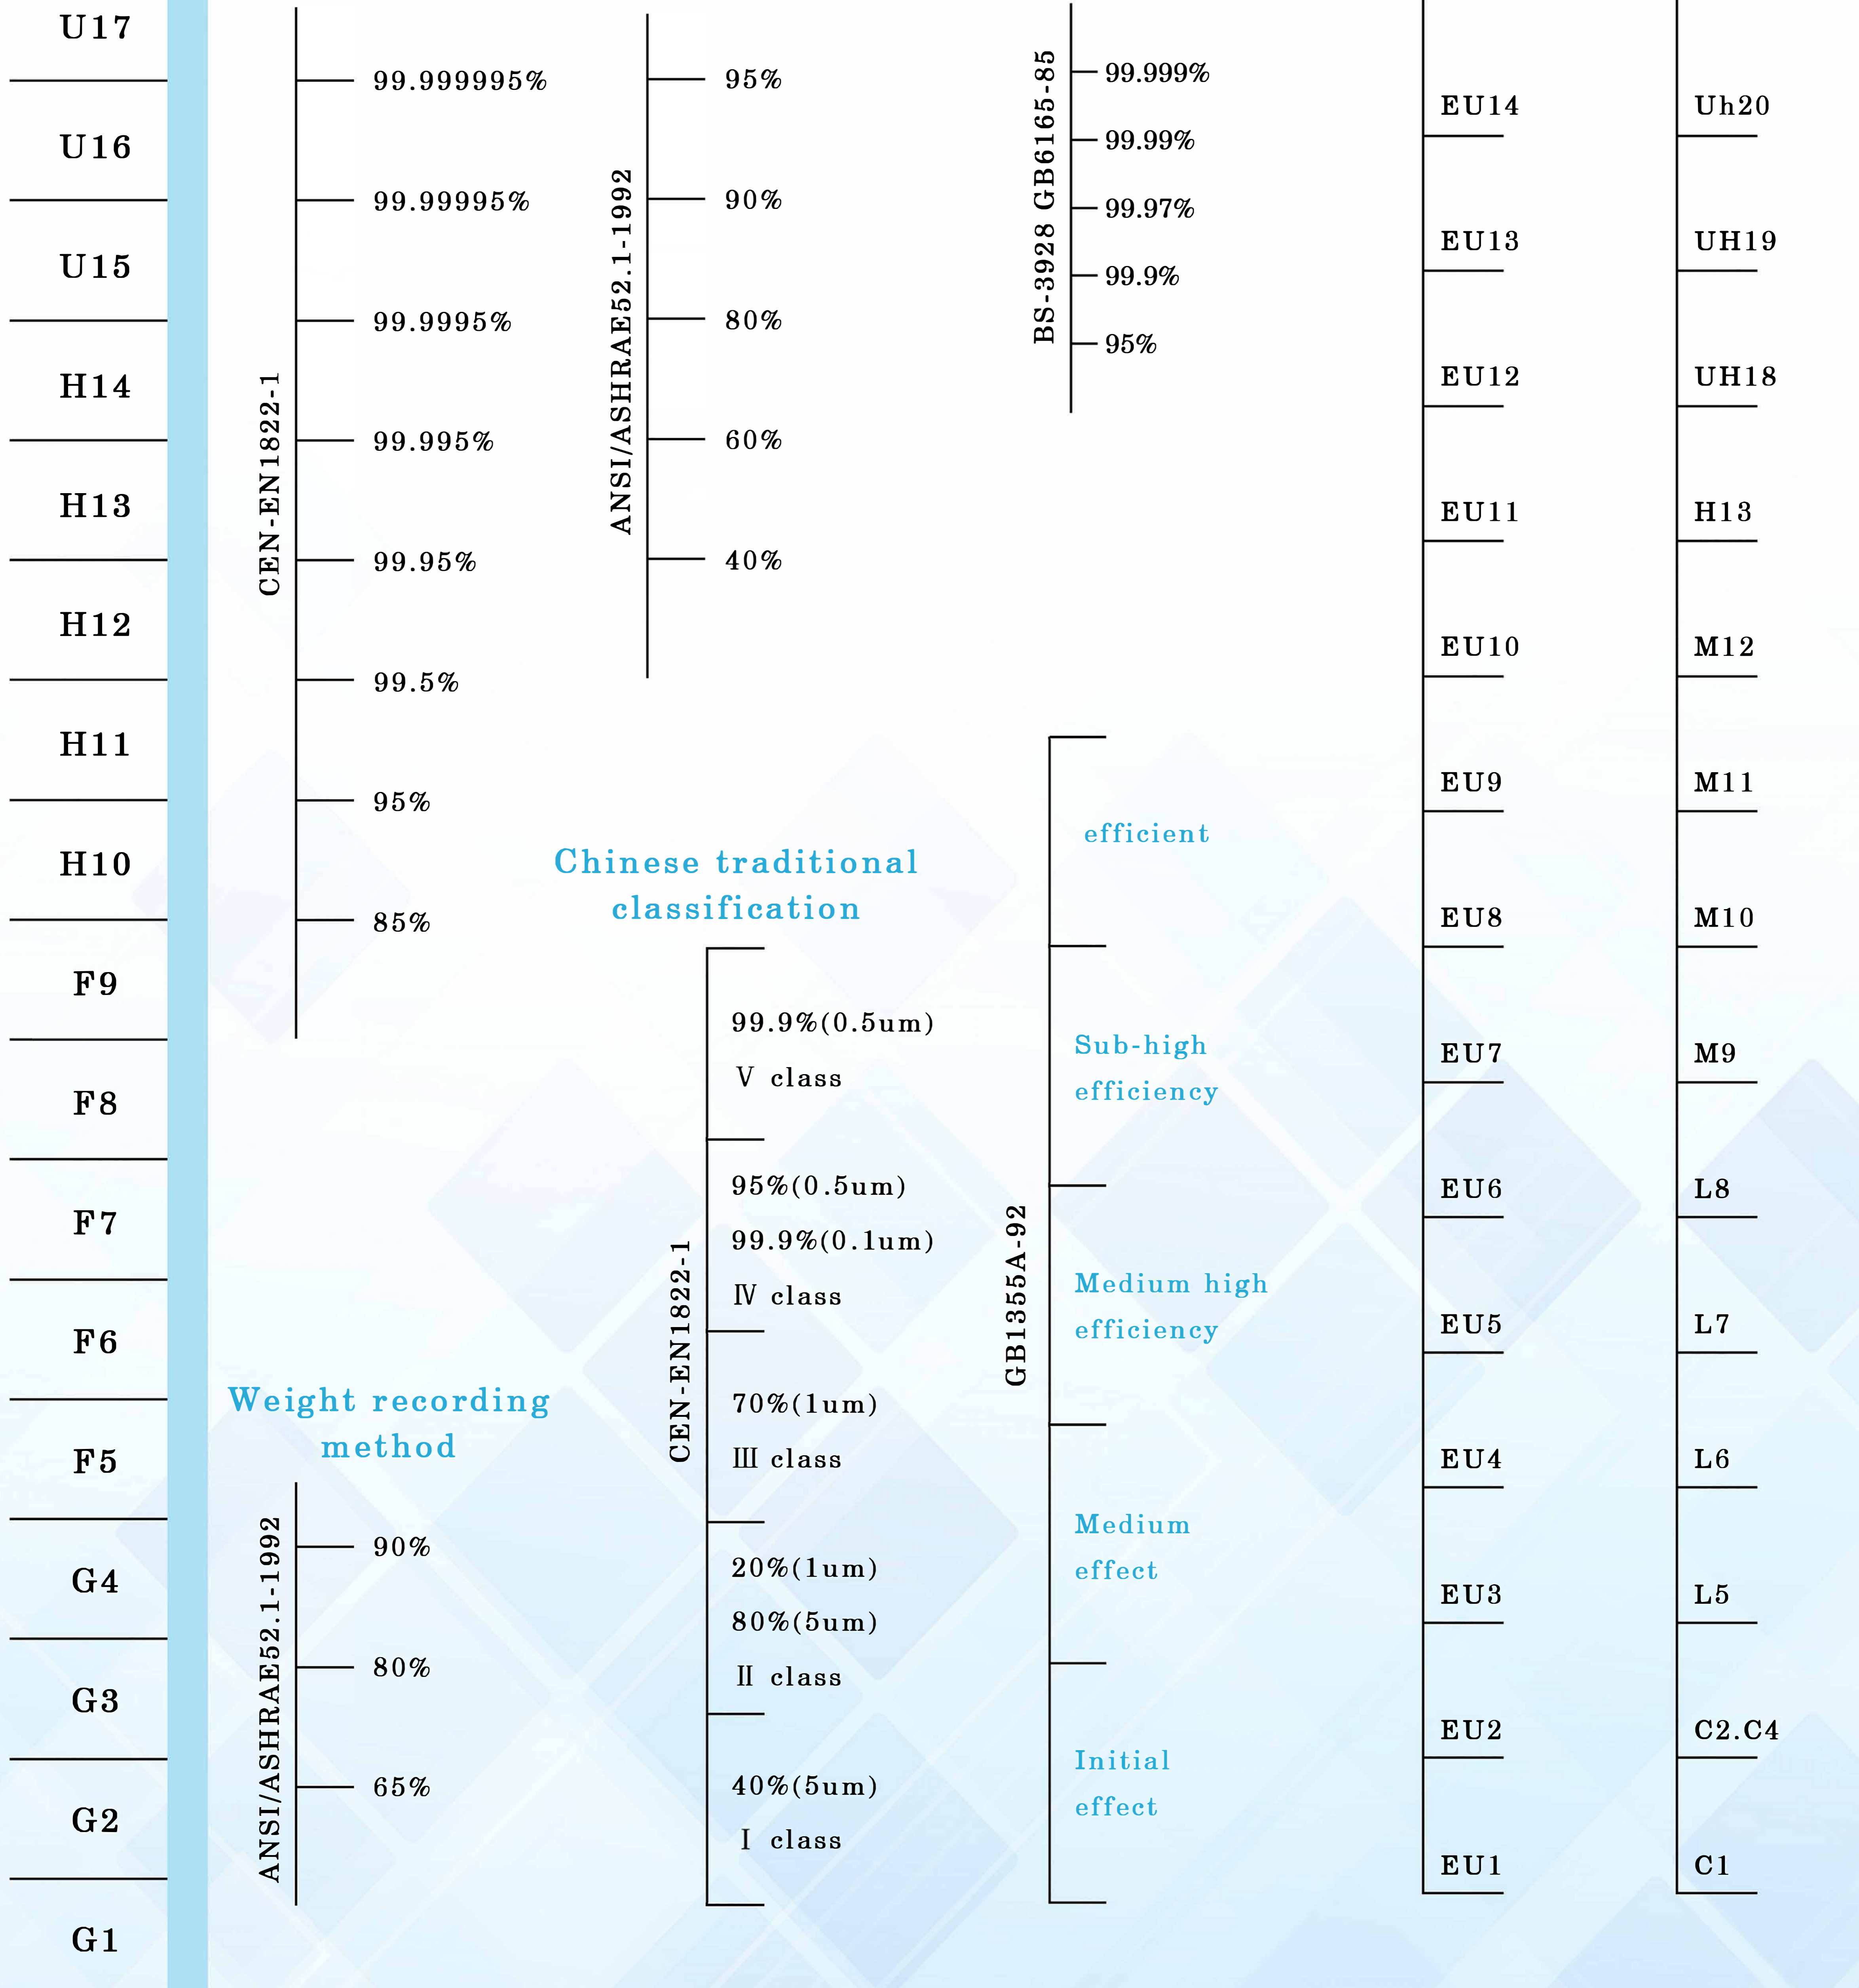 U17
U16
U15
H14
H13
H12
H11
H10
F9
F8
F7
F6
F5
G4
G3
G2
G1
CEN-EN1822-1
99.999995%
99.99995%
99.9995%
99.995%
99.95%
99.5%
95%
85%
Weight recording
method
ANSI/ASHRAE52.1-1992
90%
80%
65%
ANSI/ASHRAE52.1-1992
95%
90%
80%
60%
40%
Chinese traditional
classification
CEN-EN1822-1
99.9%(0.5um)
Ⅴ class
95%(0.5um)
99.9%(0.1um)
Ⅳ class
70%(1um)
Ⅲ class
20%(1um)
80%(5um)
Ⅱ class
40%(5um)
Ⅰ class
BS-3928 GB6165-85
99.999%
99.99%
99.97%
99.9%
95%
GB1355A-92
efficient
Sub-high
efficiency
Medium high
efficiency
Medium
effect
Initial
effect
EU14
EU13
EU12
EU11
EU10
EU9
EU8
EU7
EU6
EU5
EU4
EU3
EU2
EU1
Uh20
UH19
UH18
H13
M12
M11
M10
M9
L8
L7
L6
L5
C2.C4
C1